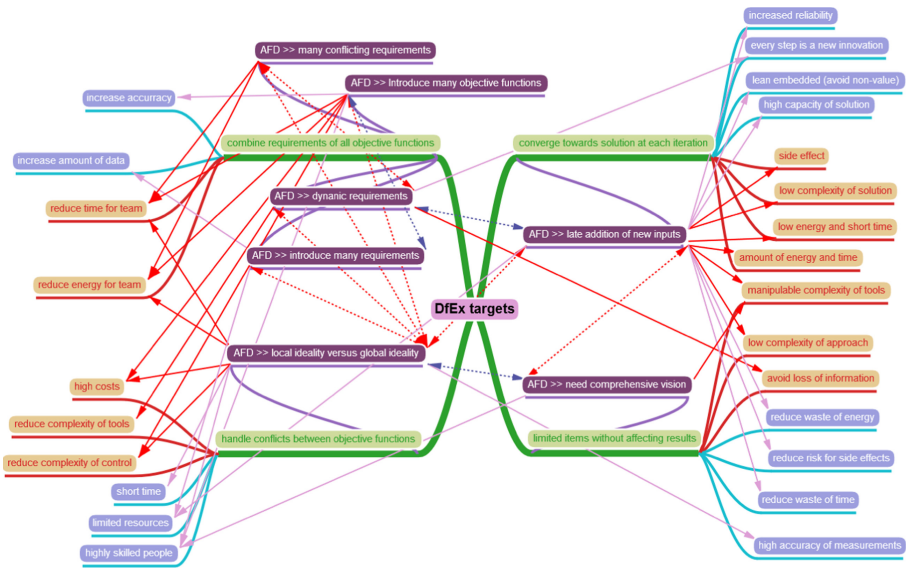 increased reliability
AFD >> many conflicting requirements
every step is a new innovation
AFD >> Introduce many objective functions
lean embedded (avoid non-value)
increase accurracy
high capacity of solution
combine requirements of all objective functions
converge towards solution at each iteration
increase amount of data
side effect
AFD >> dynanic requirements
low complexity of solution
reduce time for team
low energy and short time
AFD >> late addition of new inputs
AFD >> introduce many requirements
amount of energy and time
reduce energy for team
manipulable complexity of tools
DfEx targets
low complexity of approach
AFD >> local ideality versus global ideality
avoid loss of information
high costs
AFD >> need comprehensive vision
reduce waste of energy
reduce complexity of tools
handle conflicts between objective functions
limited items without affecting results
reduce complexity of control
reduce risk for side effects
short time
reduce waste of time
limited resources
high accuracy of measurements
highly skilled people